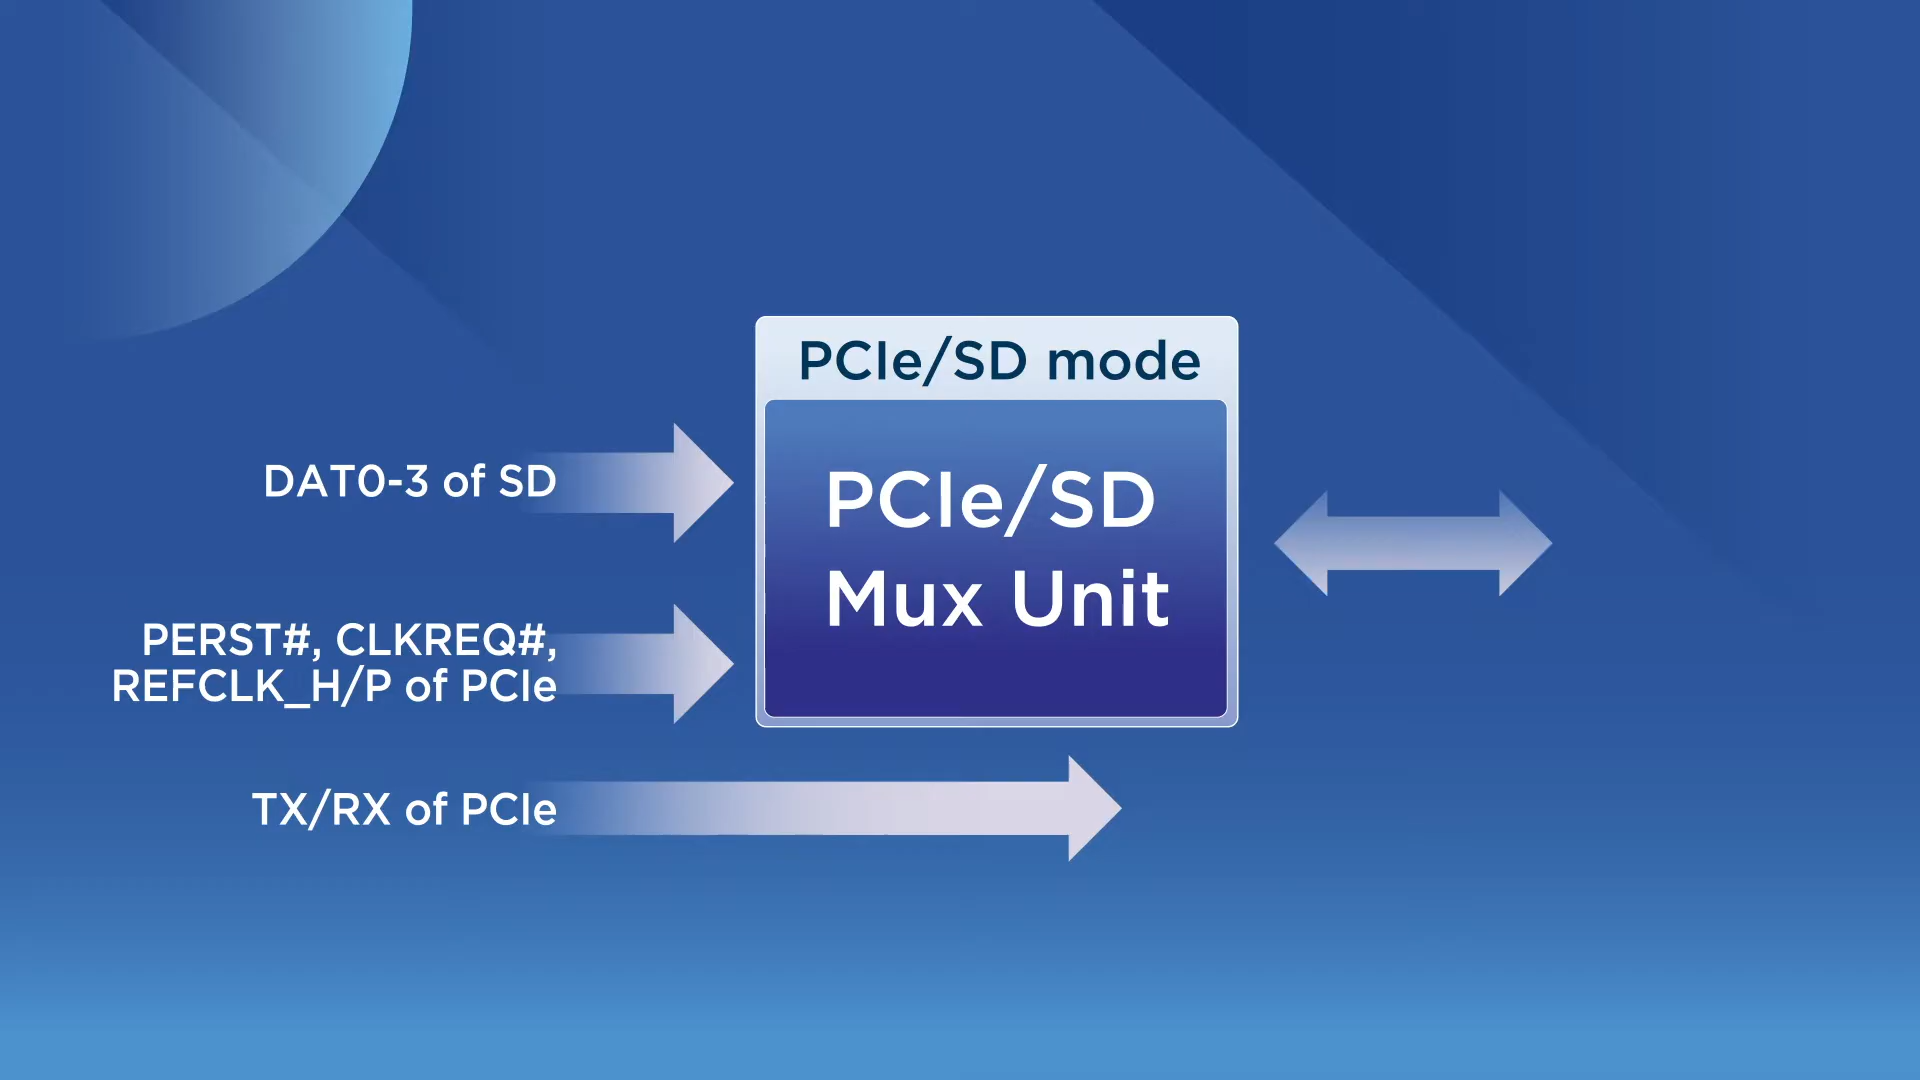 PCIe/SD mode
PCIe/SD
Mux Unit
DAT0-3 of SD
PERST#, CLKREQ#,
REFCLK_H/P of PCIe
TX/RX of PCIe